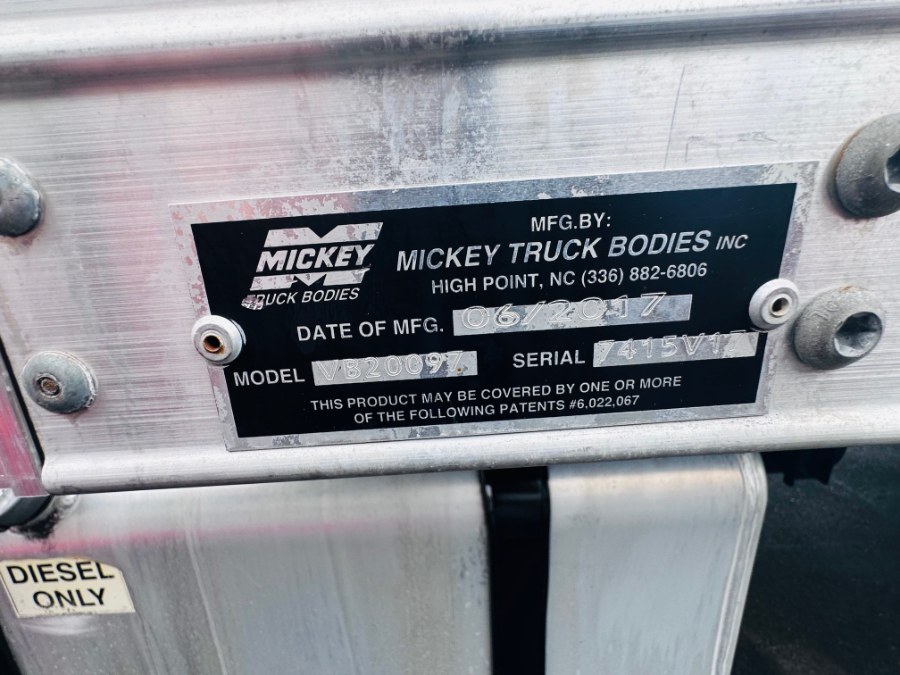 MFG.BY:
MICKEY TRUCK BODIES INC
HIGH POINT, NC (336) 882-6806
MICKEY
TRUCK BODIES
DATE OF MFG. 06/2017
MODEL VB20097 SERIAL 7415V17
THIS PRODUCT MAY BE COVERED BY ONE OR MORE
OF THE FOLLOWING PATENTS #6,022,067
DIESEL
ONLY